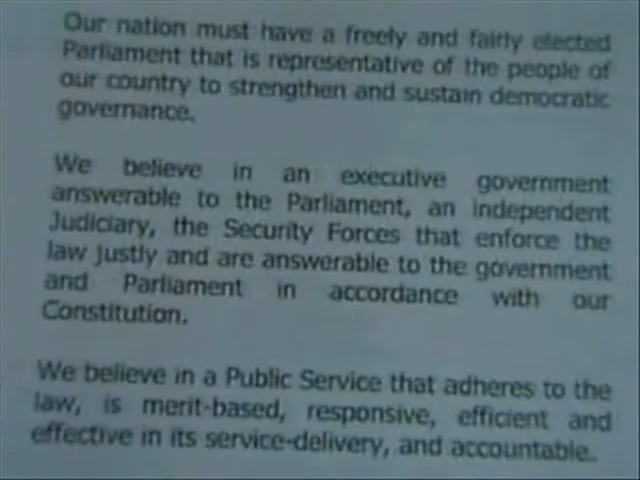 Our nation must have a freely and fairly elected
Parliament that is representative of the people of
our country to strengthen and sustain democratic
governance.
We believe in an executive government
answerable to the Parliament, an independent
Judiciary, the Security Forces that enforce the
law justly and are answerable to the government
and Parliament in accordance with our
Constitution.
We believe in a Public Service that adheres to the
law, is merit-based, responsive, efficient and
effective in its service-delivery, and accountable.